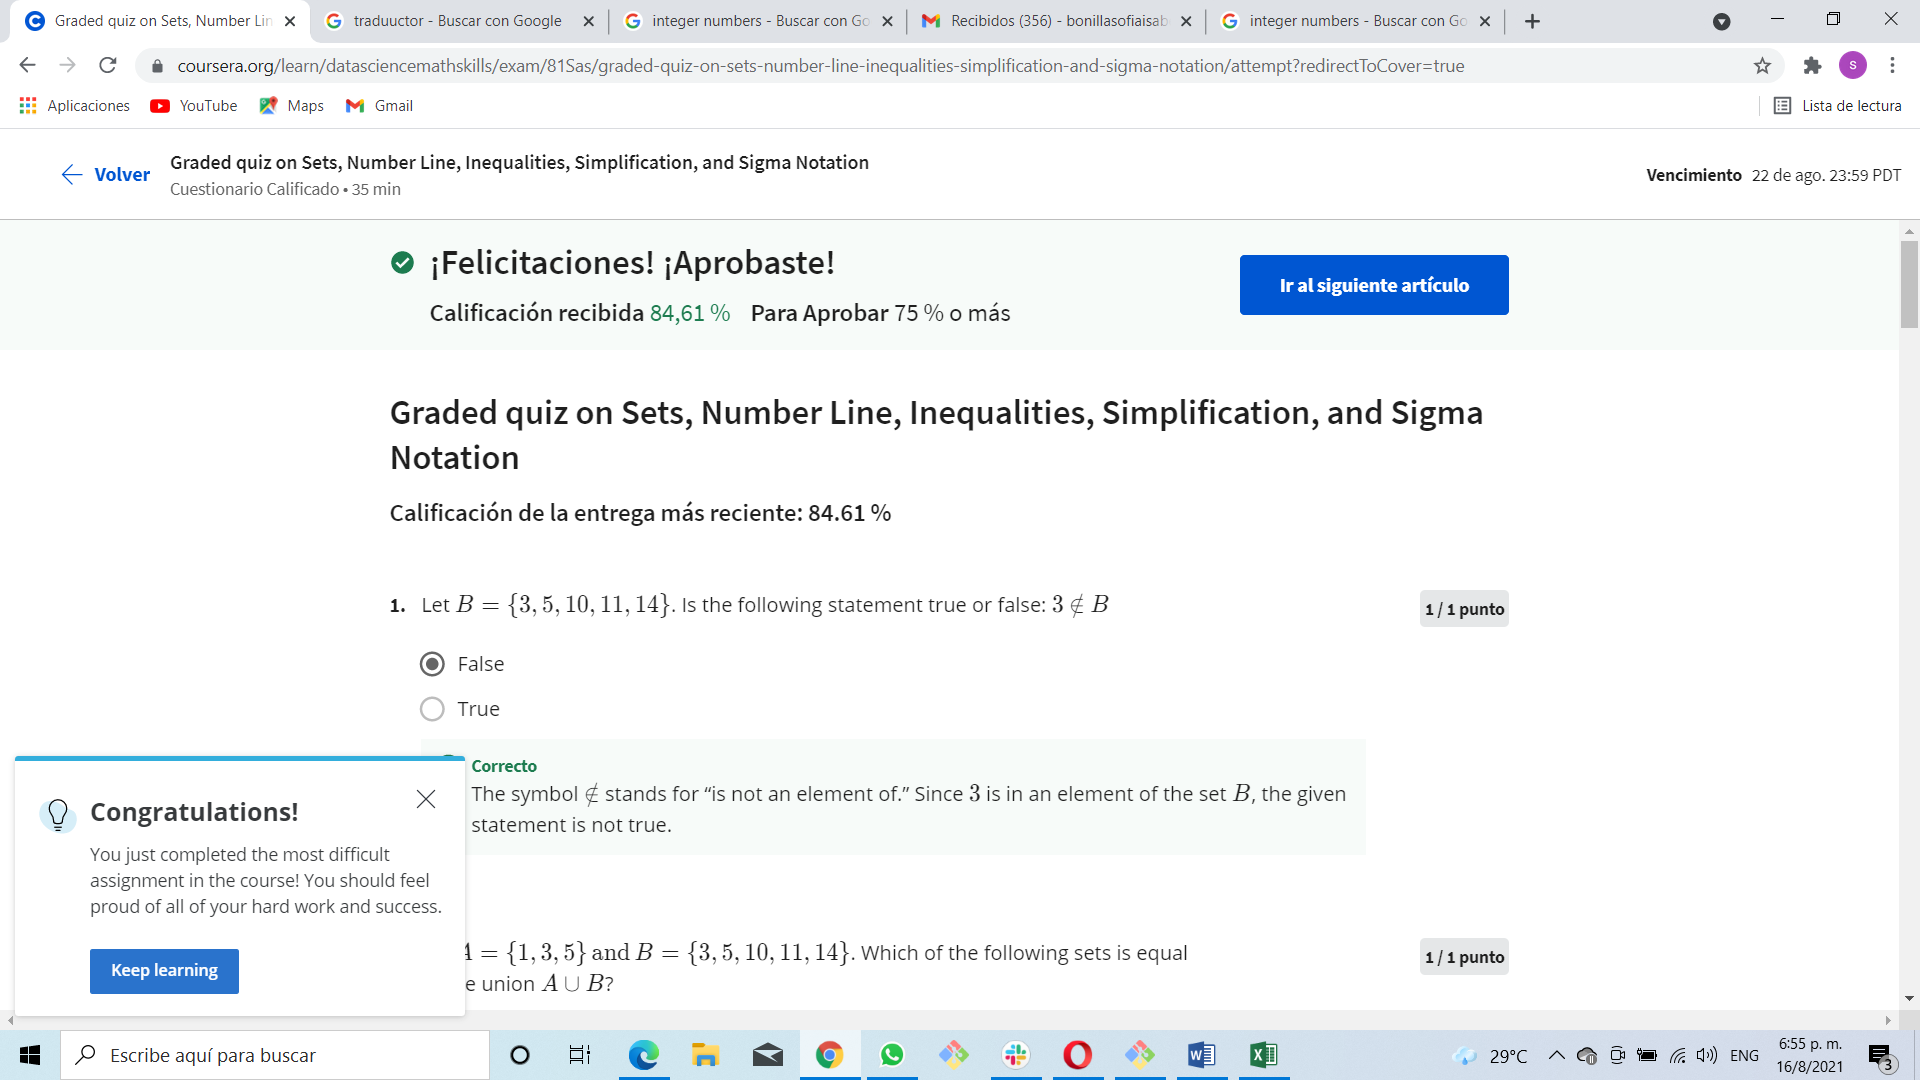 Graded quiz on Sets, Number Lin
traduuctor - Buscar con Google
integer numbers - Buscar con Go
Recibidos (356) - bonillasofiaisab
integer numbers - Buscar con Go
coursera.org/learn/datasciencemathskills/exam/81Sas/graded-quiz-on-sets-number-line-inequalities-simplification-and-sigma-notation/attempt?redirectToCover=true
S
Aplicaciones
YouTube
Maps
Gmail
Lista de lectura
Volver
Graded quiz on Sets, Number Line, Inequalities, Simplification, and Sigma Notation
Cuestionario Calificado • 35 min
Vencimiento 22 de ago. 23:59 PDT
¡Felicitaciones! ¡Aprobaste!
Calificación recibida 84,61 % Para Aprobar 75 % o más
Ir al siguiente artículo
Graded quiz on Sets, Number Line, Inequalities, Simplification, and Sigma
Notation
Calificación de la entrega más reciente: 84.61 %
1. Let B = {3, 5, 10, 11, 14}. Is the following statement true or false: 3 ∉ B
1 / 1 punto
False
True
Correcto
The symbol ∉ stands for “is not an element of.” Since 3 is in an element of the set B, the given
statement is not true.
Congratulations!
You just completed the most difficult
assignment in the course! You should feel
proud of all of your hard work and success.
Keep learning
A = {1, 3, 5} and B = {3, 5, 10, 11, 14}. Which of the following sets is equal
e union A ∪ B?
1 / 1 punto
Escribe aquí para buscar
29°C
ENG
6:55 p. m.
16/8/2021
3